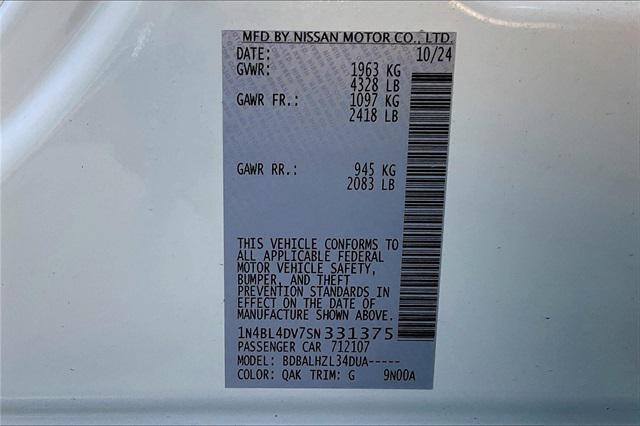 MFD BY NISSAN MOTOR CO., LTD.
DATE: 10/24
GVWR: 1963 KG
4328 LB
GAWR FR.: 1097 KG
2418 LB
GAWR RR.: 945 KG
2083 LB
THIS VEHICLE CONFORMS TO
ALL APPLICABLE FEDERAL
MOTOR VEHICLE SAFETY,
BUMPER, AND THEFT
PREVENTION STANDARDS IN
EFFECT ON THE DATE OF
MANUFACTURE SHOWN ABOVE.
1N4BL4DV7SN331375
PASSENGER CAR 712107
MODEL: BDBALHZL34DUA-----
COLOR: QAK TRIM: G 9N00A